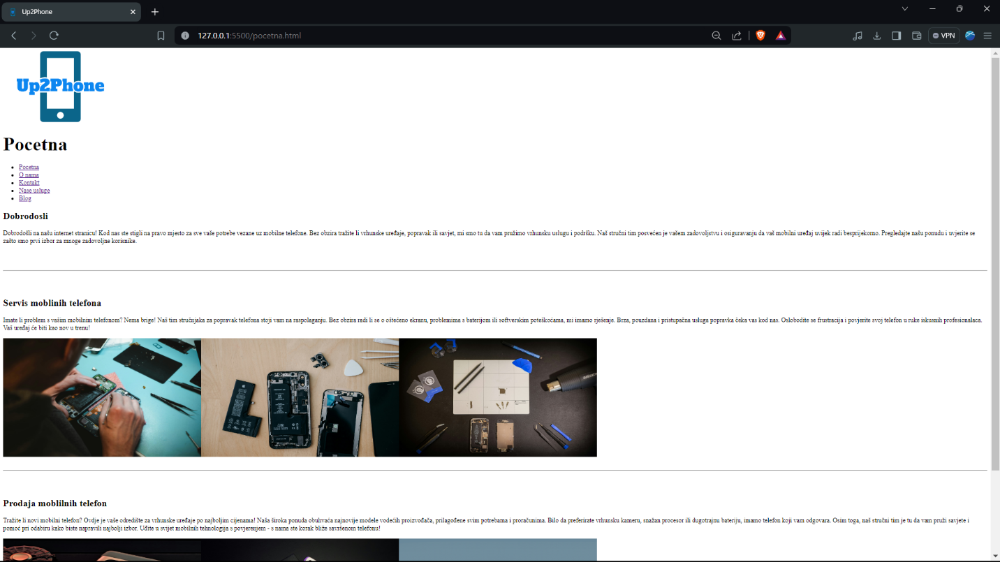 Up2Phone
127.0.0.1:5500/pocetna.html
VPN
Up2Phone
Pocetna
Pocetna
O nama
Kontakt
Nase usluge
Blog
Dobrodosli
Dobrodošli na našu internet stranicu! Kod nas ste stigli na pravo mjesto za sve vaše potrebe vezane uz mobilne telefone. Bez obzira tražite li vrhunske uređaje, popravak ili savjet, mi smo tu da vam pružimo vrhunsku uslugu i podršku. Naš stručni tim posvećen je vašem zadovoljstvu i osiguravanju da vaš mobilni uređaj uvijek radi besprijekorno. Pregledajte našu ponudu i uvjerite se
zašto smo prvi izbor za mnoge zadovoljne korisnike.
Servis moblinih telefona
Imate li problem s vašim mobilnim telefonom? Nema brige! Naš tim stručnjaka za popravak telefona stoji vam na raspolaganju. Bez obzira radi li se o oštećeno ekranu, problemima s baterijom ili softverskim poteškoćama, mi imamo rješenje. Brza, pouzdana i pristupačna usluga popravka čeka vas kod nas. Oslobodite se frustracija i povjerite svoj telefon u ruke iskusnih profesionalaca.
Vaš uređaj će biti kao nov u trenu!
Prodaja moblilnih telefon
Tražite li novi mobilni telefon? Ovdje je vaše odredište za vrhunske uređaje po najboljim cijenama! Naša široka ponuda obuhvaća najnovije modele vodećih proizvođača, prilagođene svim potrebama i proračunima. Bilo da preferirate vrhunsku kameru, snažan procesor ili dugotrajnu bateriju, imamo telefon koji vam odgovara. Osim toga, naš stručni tim je tu da vam pruži savjete i
pomoć pri odabiru kako biste napravili najbolji izbor. Uđite u svijet mobilnih tehnologija s povjerenjem - s nama ste korak bliže savršenom telefonu!